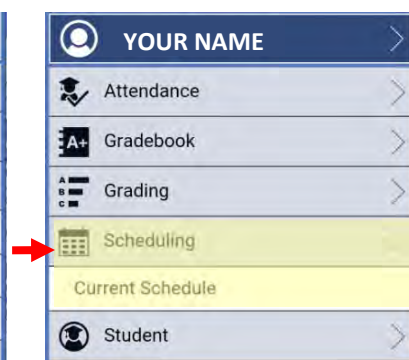 YOUR NAME
Attendance
A+ Gradebook
A
B
C
Grading
Scheduling
Current Schedule
Student